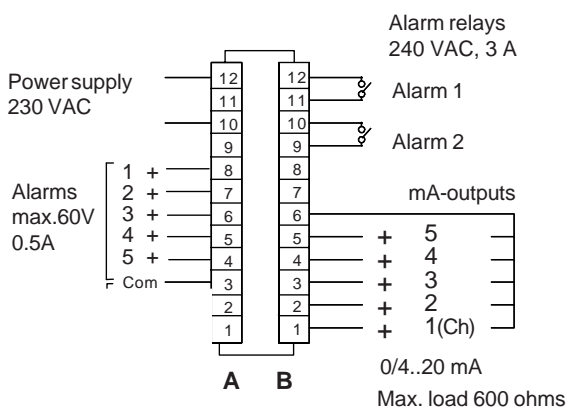 Alarm relays
240 VAC, 3 A
Power supply
230 VAC
12 12
11 11 Alarm 1
10 10
9 9 Alarm 2
1 + 8 8
2 + 7 7 mA-outputs
Alarms
max.60V
0.5A
3 + 6 6
4 + 5 5 + 5
5 + 4 4 + 4
Com 3 3 + 3
2 2 + 2
1 1 + 1(Ch)
A B
0/4..20 mA
Max. load 600 ohms